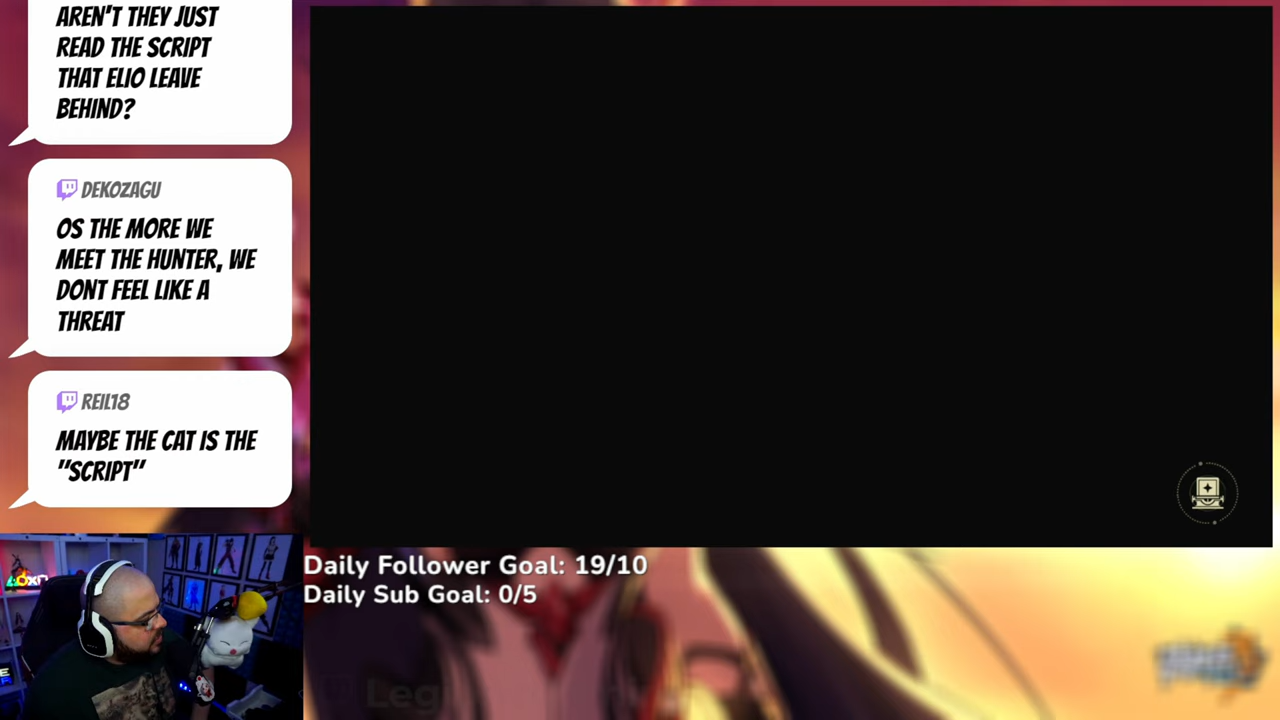 AREN'T THEY JUST
READ THE SCRIPT
THAT ELIO LEAVE
BEHIND?
DEKOZAGU
OS THE MORE WE
MEET THE HUNTER, WE
DONT FEEL LIKE A
THREAT
REIL18
MAYBE THE CAT IS THE
"SCRIPT"
Daily Follower Goal: 19/10
Daily Sub Goal: 0/5